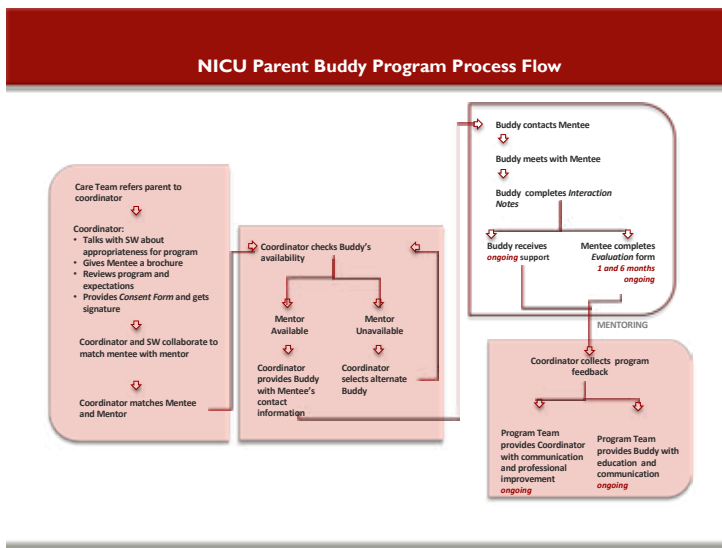 NICU Parent Buddy Program Process Flow
Care Team refers parent to
coordinator
Coordinator:
• Talks with SW about
appropriateness for program
• Gives Mentee a brochure
• Reviews program and
expectations
• Provides Consent Form and gets
signature
Coordinator and SW collaborate to
match mentee with mentor
Coordinator matches Mentee
and Mentor
Coordinator checks Buddy's
availability
Mentor
Available
Mentor
Unavailable
Coordinator
provides Buddy
with Mentee's
contact
information
Coordinator
selects alternate
Buddy
Buddy contacts Mentee
Buddy meets with Mentee
Buddy completes Interaction
Notes
Buddy receives
ongoing support
Mentee completes
Evaluation form
1 and 6 months
ongoing
MENTORING
Coordinator collects program
feedback
Program Team
provides Coordinator
with communication
and professional
improvement
ongoing
Program Team
provides Buddy with
education and
communication
ongoing